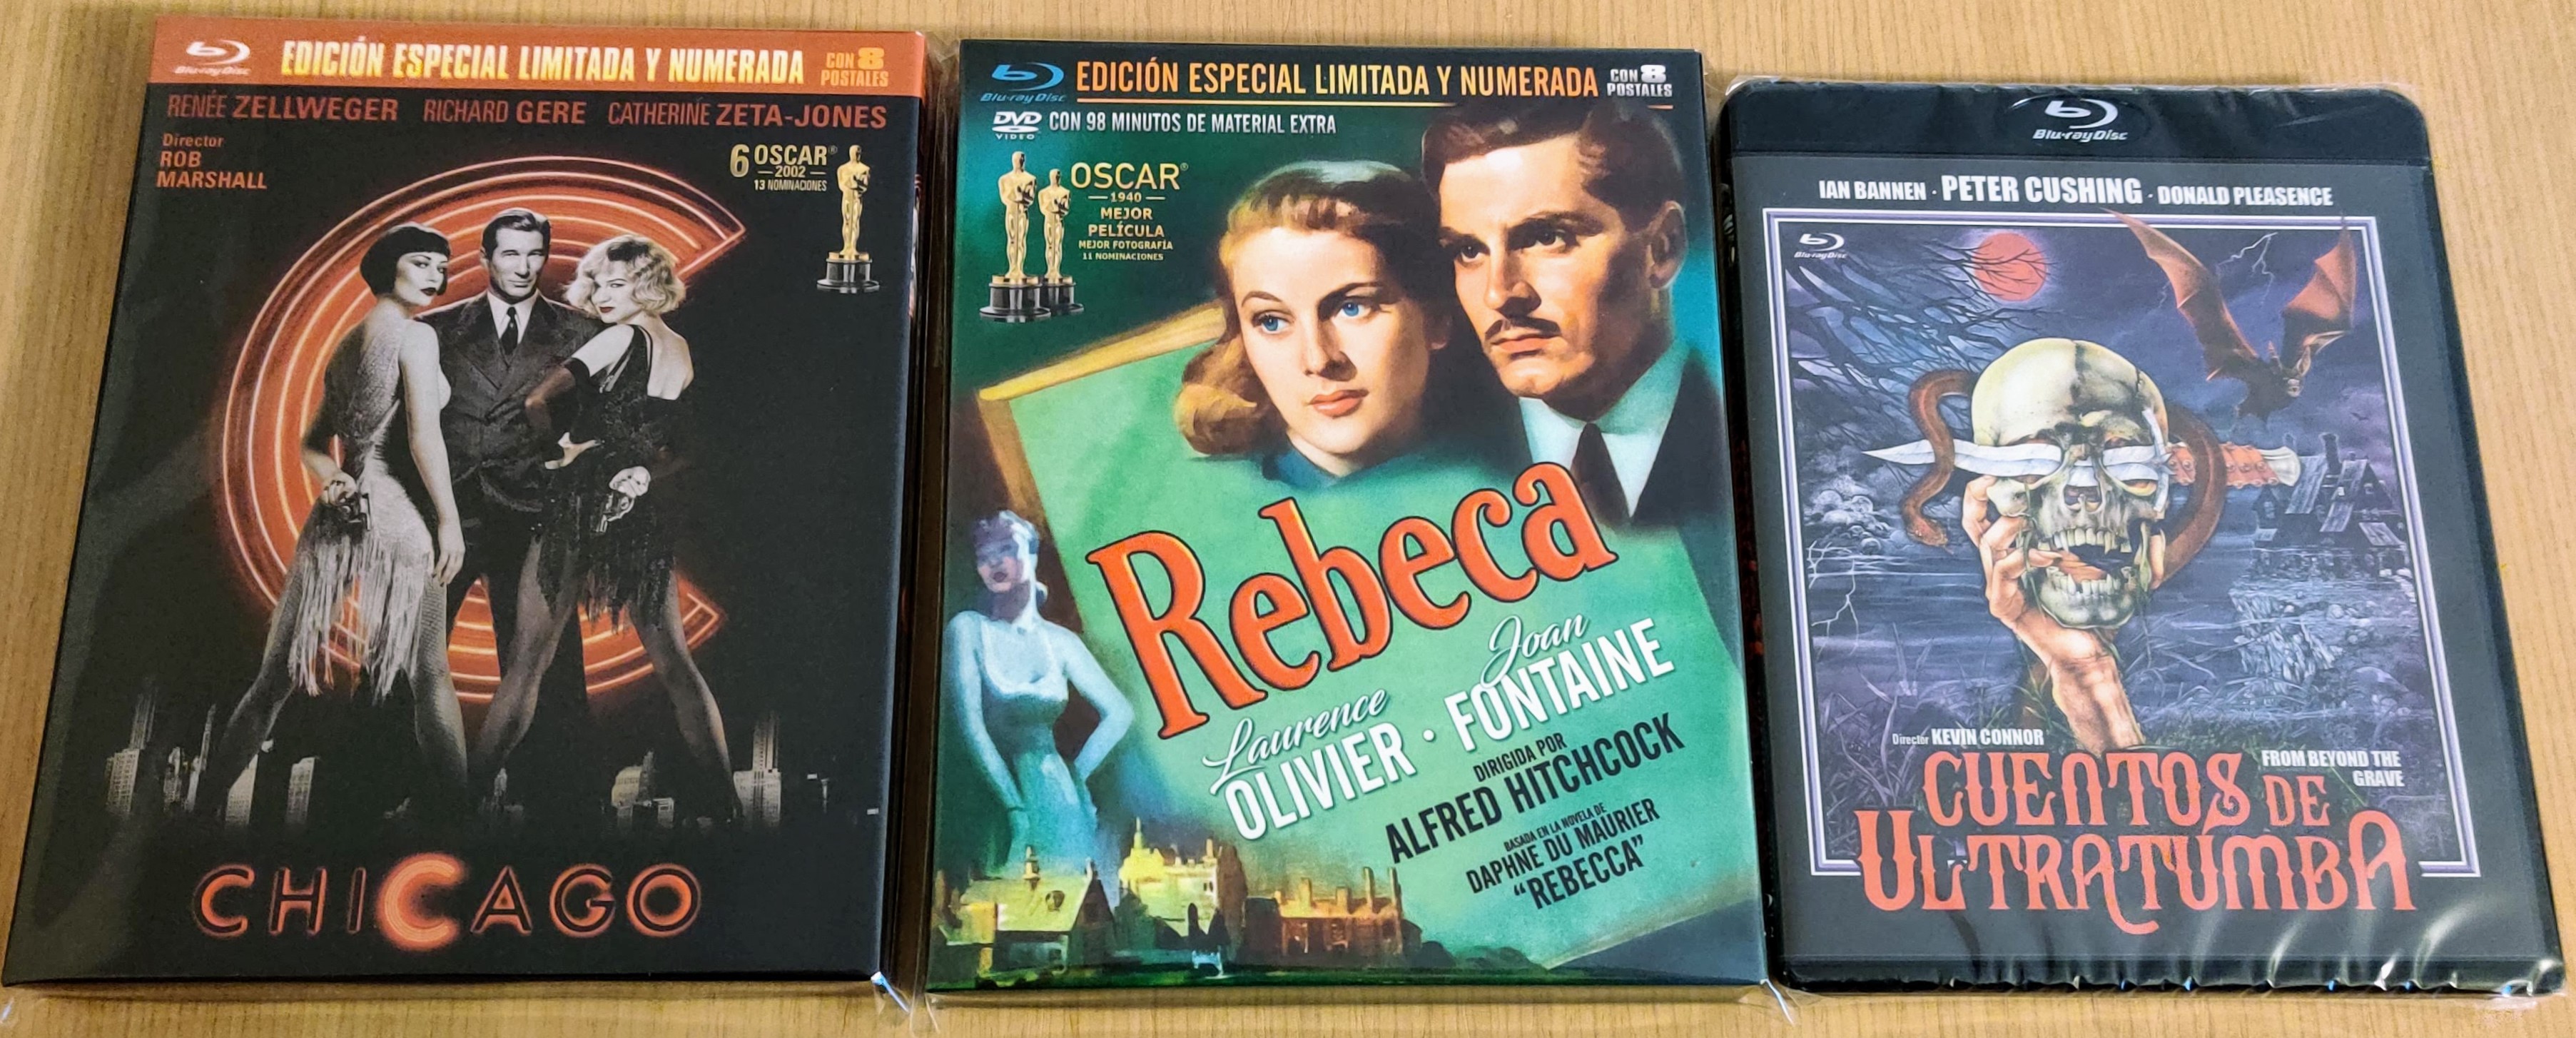 Blu-ray Disc
EDICIÓN ESPECIAL LIMITADA Y NUMERADA
CON 8
POSTALES
RENÉE ZELLWEGER RICHARD GERE CATHERINE ZETA-JONES
Director
ROB
MARSHALL
6 OSCAR®
2002
13 NOMINACIONES
CHICAGO
Blu-ray Disc
EDICIÓN ESPECIAL LIMITADA Y NUMERADA
CON 8
POSTALES
DVD
VIDEO
CON 98 MINUTOS DE MATERIAL EXTRA
OSCAR®
1940
MEJOR
PELÍCULA
MEJOR FOTOGRAFÍA
11 NOMINACIONES
Rebeca
Laurence
OLIVIER ·
Joan
FONTAINE
DIRIGIDA POR
ALFRED HITCHCOCK
BASADA EN LA NOVELA DE
DAPHNE DU MAURIER
“REBECCA”
Blu-ray Disc
IAN BANNEN · PETER CUSHING · DONALD PLEASENCE
Blu-ray Disc
Director KEVIN CONNOR
FROM BEYOND THE
GRAVE
CUENTOS DE
ULTRATUMBA